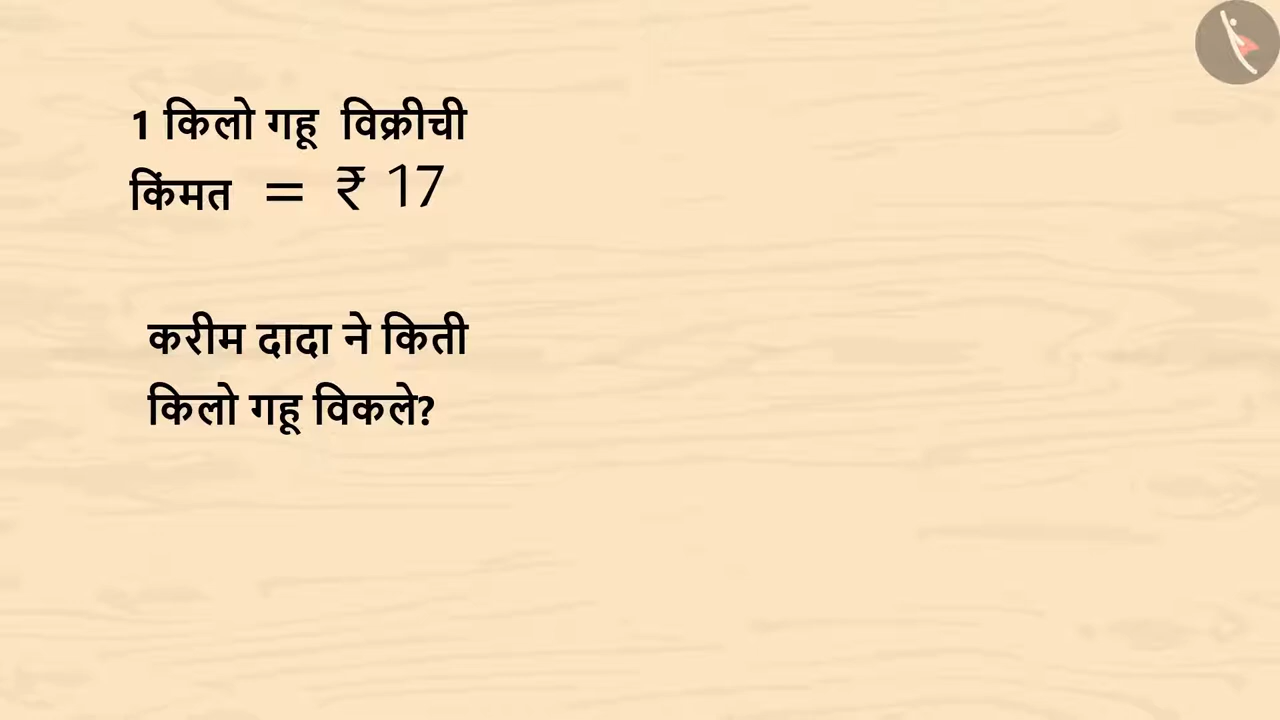 1 किलो गहू विक्रीची
किंमत = ₹ 17
करीम दादा ने किती
किलो गहू विकले?